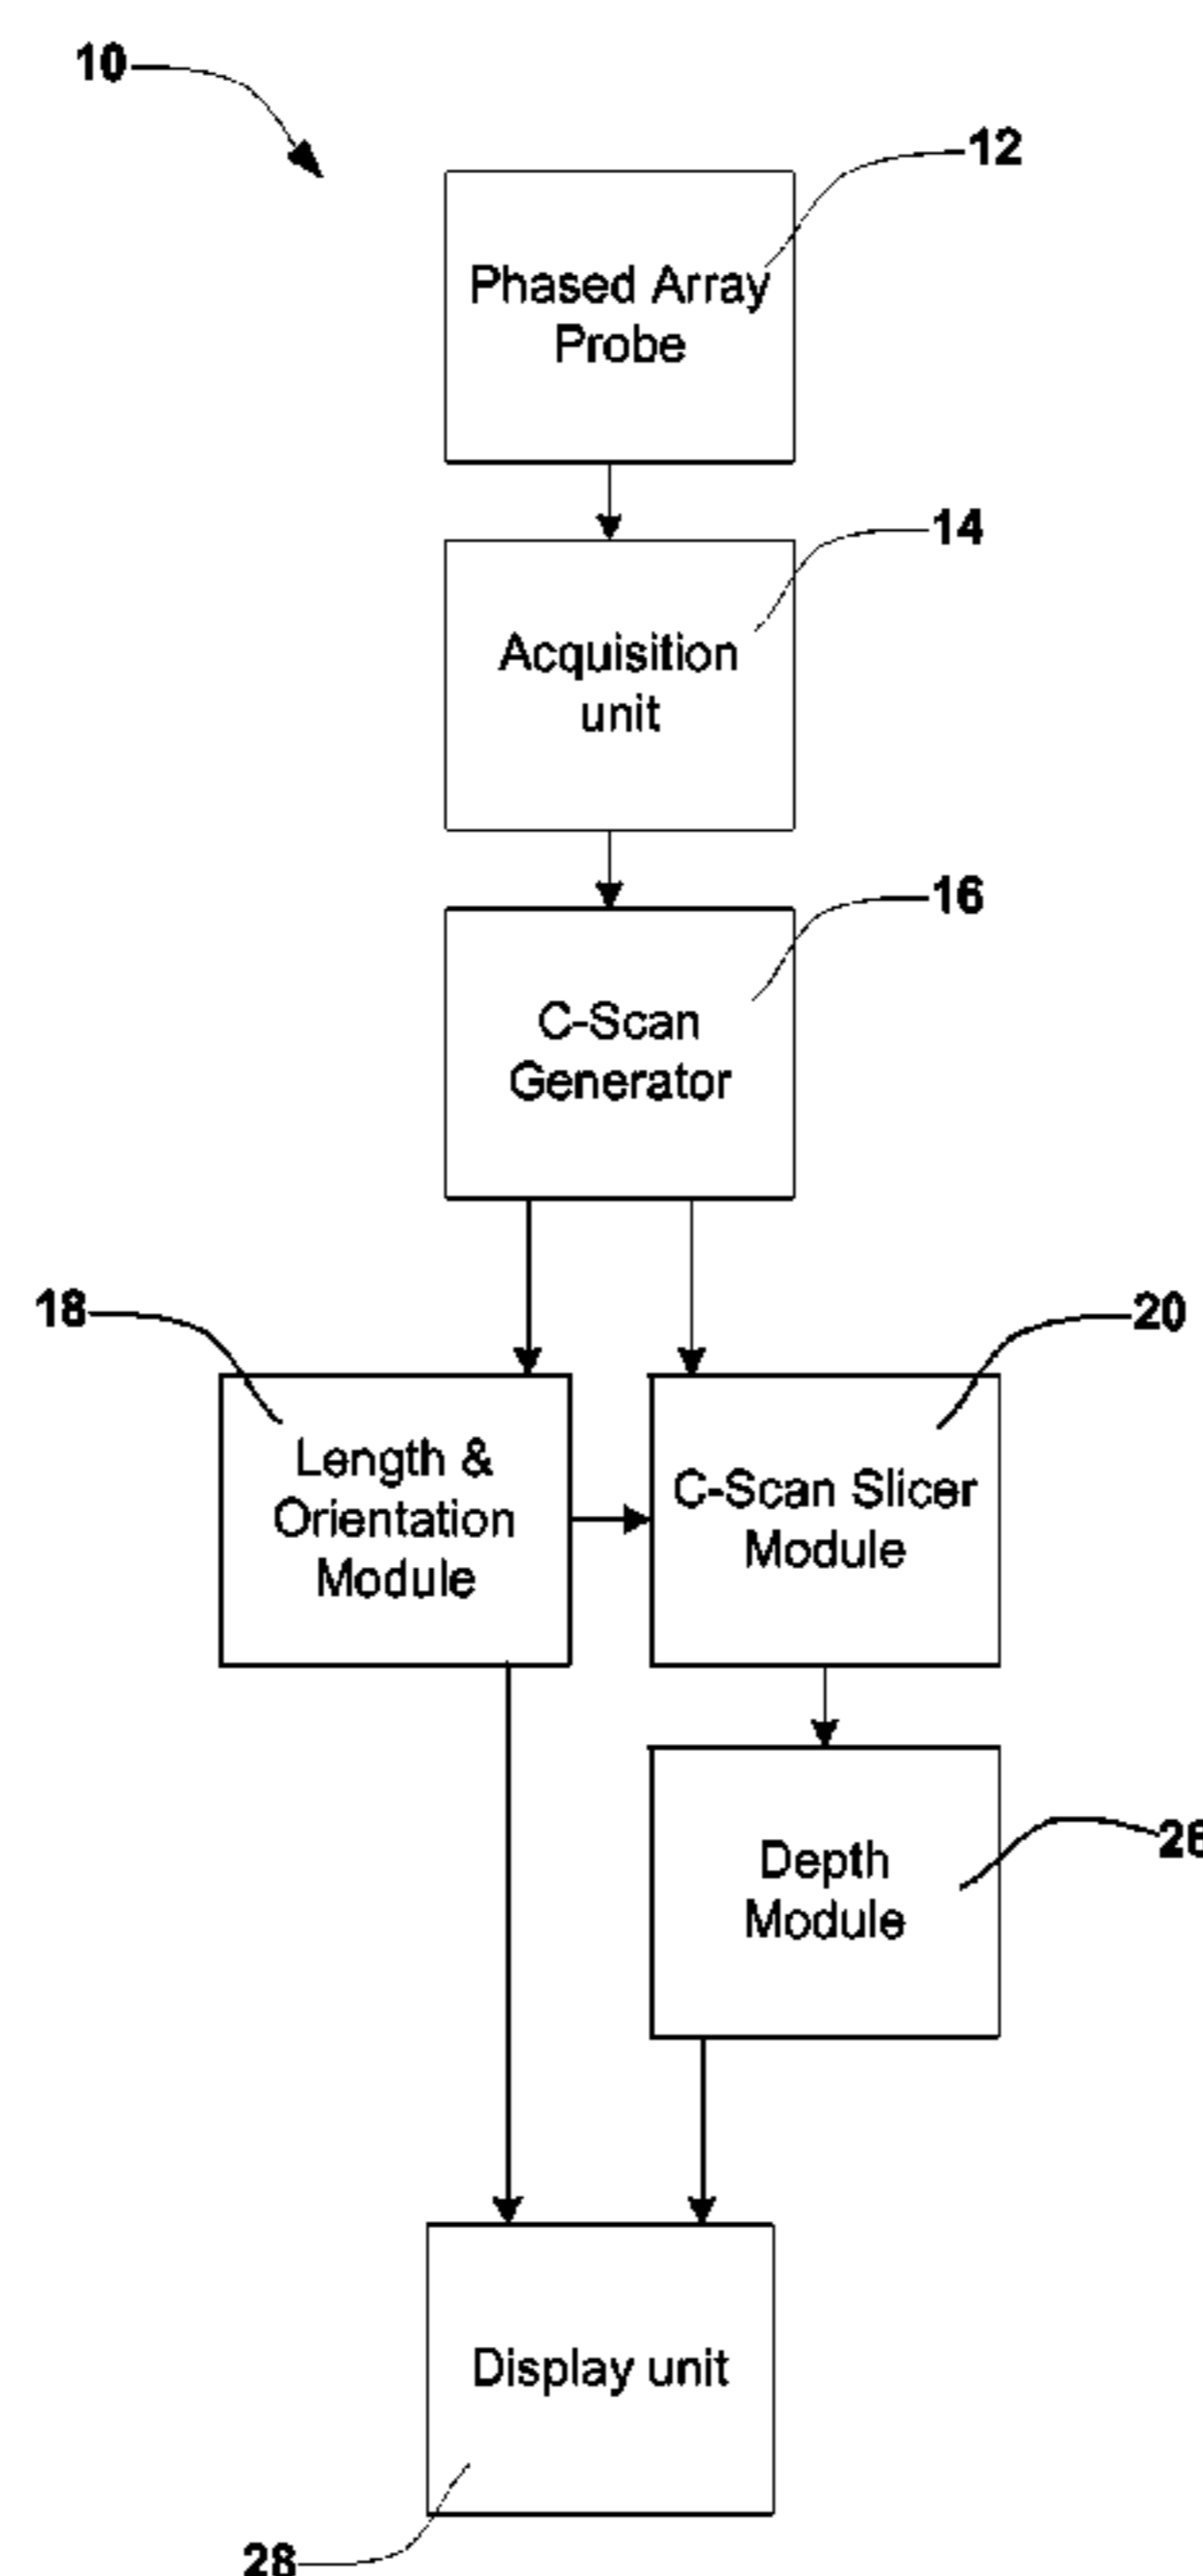 10
12
Phased Array
Probe
14
Acquisition
unit
16
C-Scan
Generator
18
20
Length &
Orientation
Module
C-Scan Slicer
Module
26
Depth
Module
Display unit
28